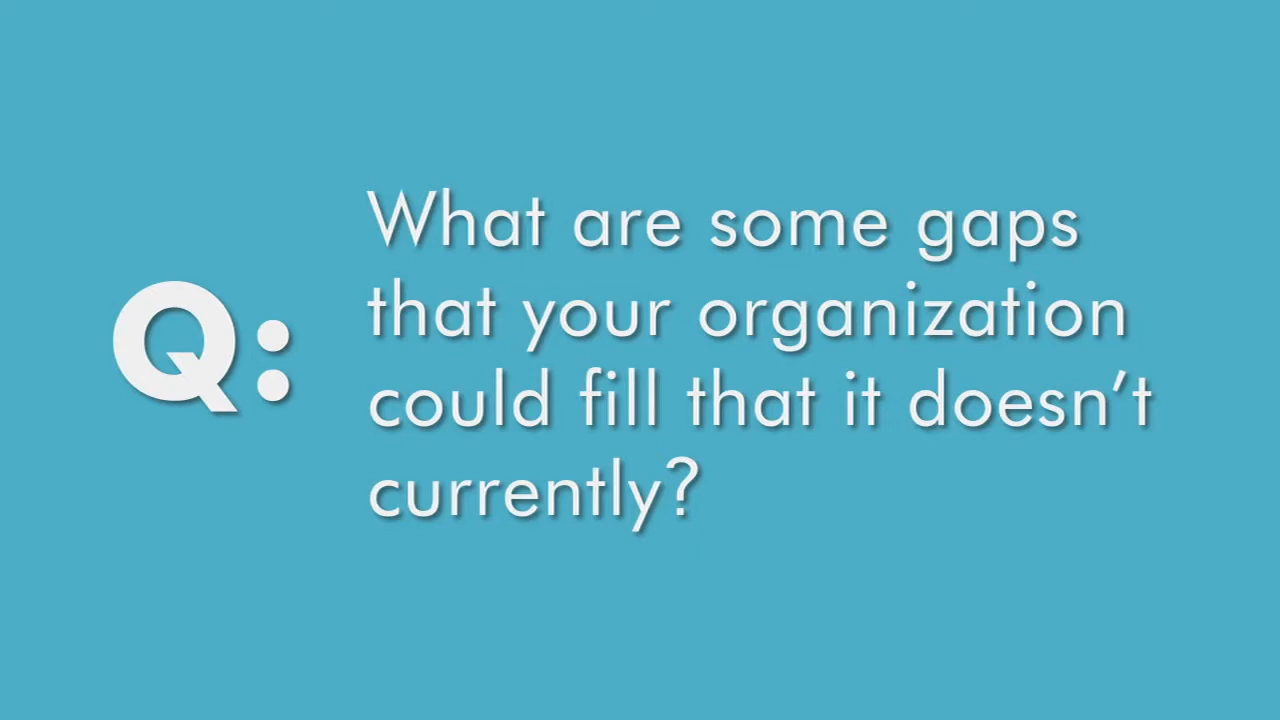 Q:
What are some gaps
that your organization
could fill that it doesn’t
currently?